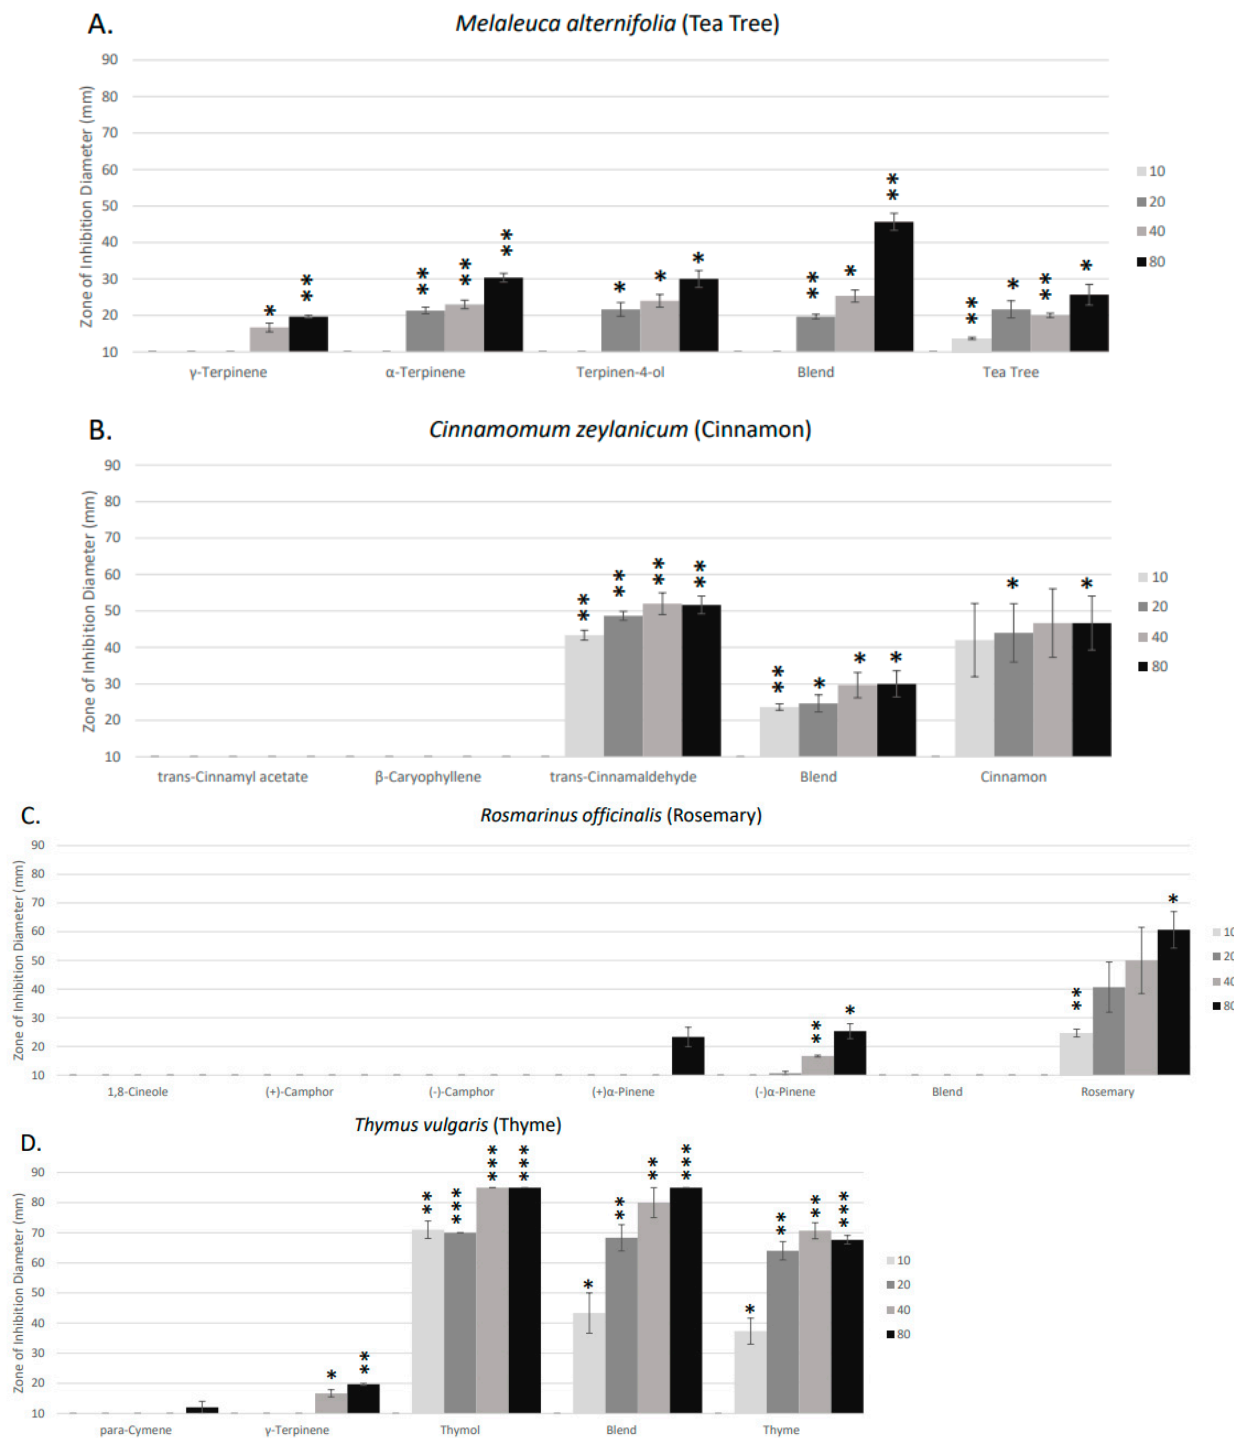 A.
Melaleuca alternifolia (Tea Tree)
Zone of Inhibition Diameter (mm)
90
80
70
60
50
40
30
20
10
* *
* *
* *
* *
* *
* *
* *
* *
* *
* *
* *
γ-Terpinene
α-Terpinene
Terpinen-4-ol
Blend
Tea Tree
10
20
40
80
B.
Cinnamomum zeylanicum (Cinnamon)
Zone of Inhibition Diameter (mm)
90
80
70
60
50
40
30
20
10
trans-Cinnamyl acetate
β-Caryophyllene
trans-Cinnamaldehyde
Blend
Cinnamon
10
20
40
80
C.
Rosmarinus officinalis (Rosemary)
Zone of Inhibition Diameter (mm)
90
80
70
60
50
40
30
20
10
1,8-Cineole
(+)-Camphor
(-)-Camphor
(+)α-Pinene
(-)α-Pinene
Blend
Rosemary
10
20
40
80
D.
Thymus vulgaris (Thyme)
Zone of Inhibition Diameter (mm)
90
80
70
60
50
40
30
20
10
para-Cymene
γ-Terpinene
Thymol
Blend
Thyme
10
20
40
80